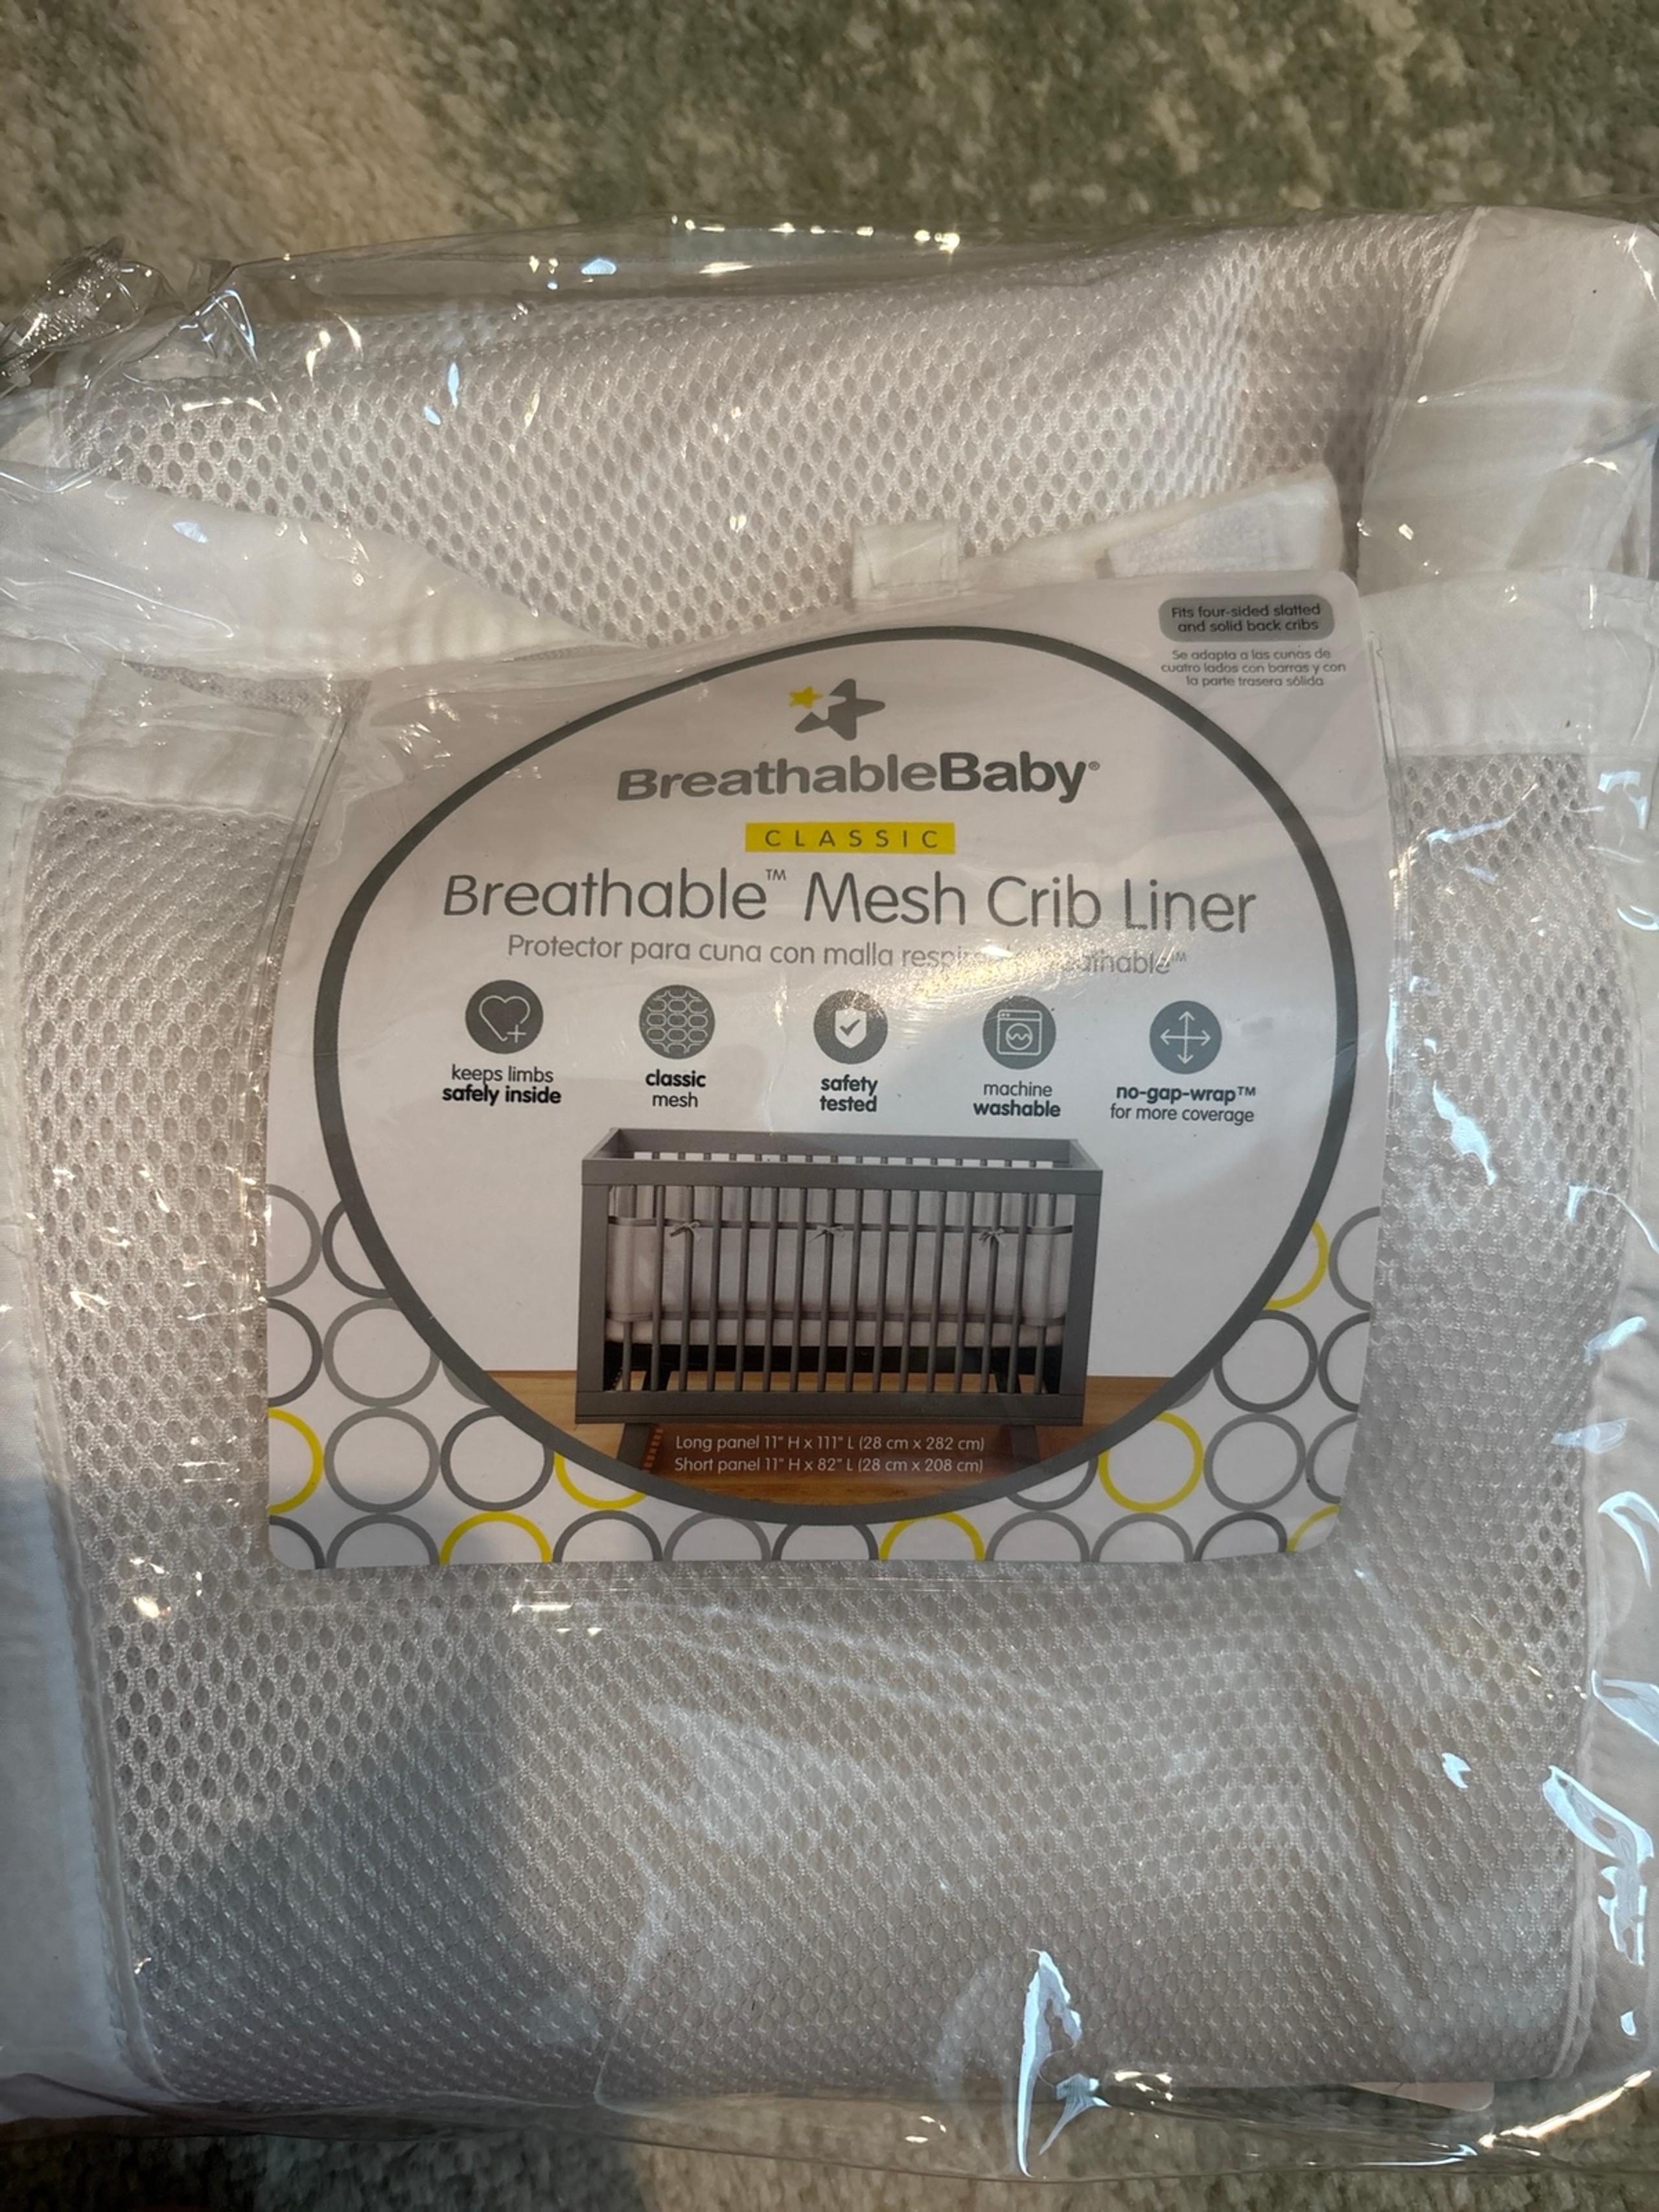 Fits four-sided slatted
and solid back cribs
Se adapta a las cunas de
cuatro lados con barras y con
la parte trasera sólida
BreathableBaby®
CLASSIC
Breathable™ Mesh Crib Liner
Protector para cuna con malla
keeps limbs
safely inside
classic
mesh
safety
tested
machine
washable
no-gap-wrap™
for more coverage
Long panel 11" H x 111" L (28 cm x 282 cm)
Short panel 11" H x 82" L (28 cm x 208 cm)